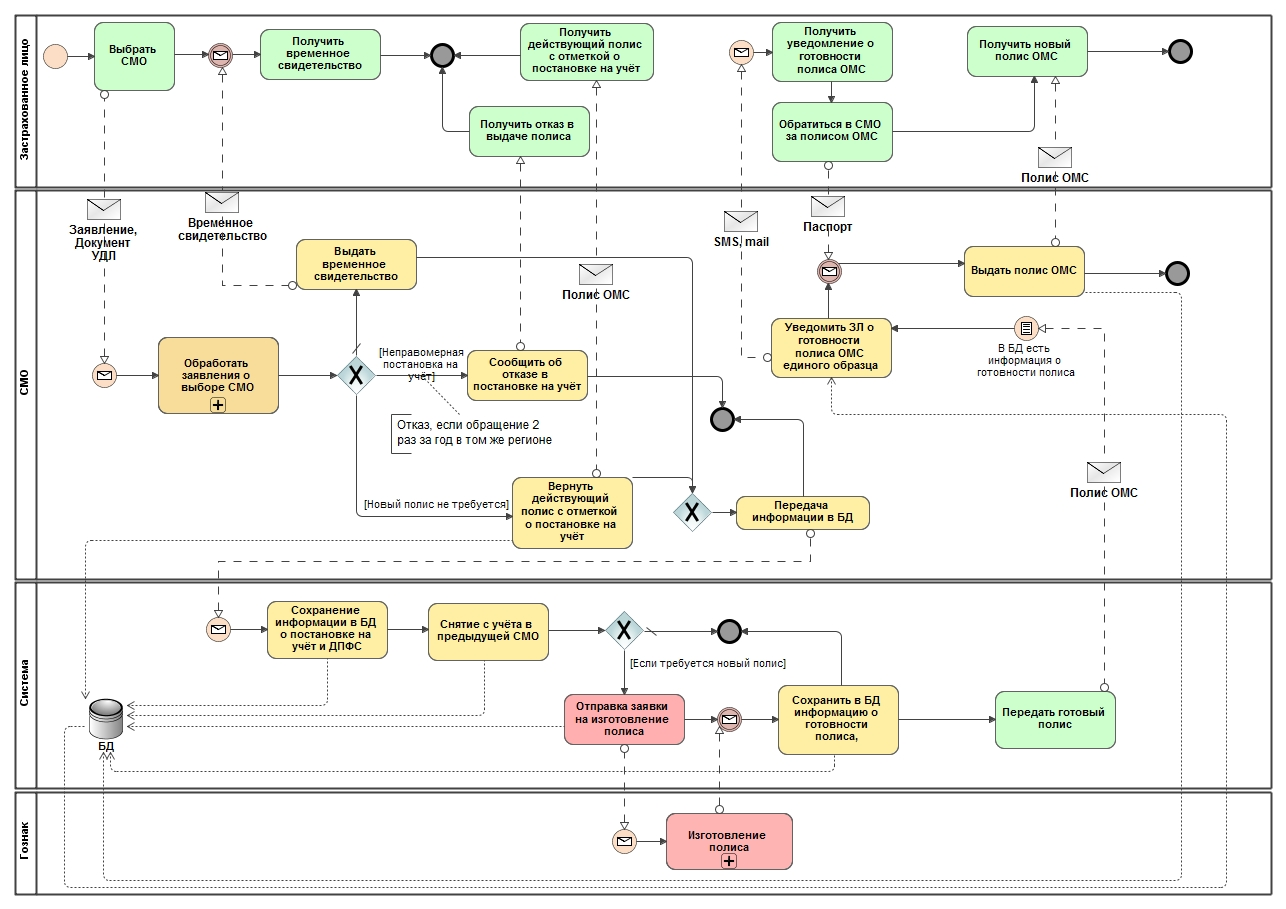 Застрахованное лицо
Выбрать
СМО
Получить
временное
свидетельство
Получить
действующий полис
с отметкой о
постановке на учёт
Получить отказ в
выдаче полиса
Получить
уведомление о
готовности
полиса ОМС
Обратиться в СМО
за полисом ОМС
Получить новый
полис ОМС
Полис ОМС
СМО
Заявление,
Документ
УДЛ
Временное
свидетельство
SMS, mail
Паспорт
Выдать
временное
свидетельство
Полис ОМС
Выдать полис ОМС
Обработать
заявления о
выборе СМО
[Неправомерная
постановка на
учёт]
Сообщить об
отказе в
постановке на учёт
Уведомить ЗЛ о
готовности
полиса ОМС
единого образца
В БД есть
информация о
готовности полиса
Отказ, если обращение 2
раз за год в том же регионе
[Новый полис не требуется]
Вернуть
действующий
полис с отметкой
о постановке на
учёт
Передача
информации в БД
Полис ОМС
Система
Сохранение
информации в БД
о постановке на
учёт и ДПФС
Снятие с учёта в
предыдущей СМО
[Если требуется новый полис]
БД
Отправка заявки
на изготовление
полиса
Сохранить в БД
информацию о
готовности
полиса,
Передать готовый
полис
Гознак
Изготовление
полиса